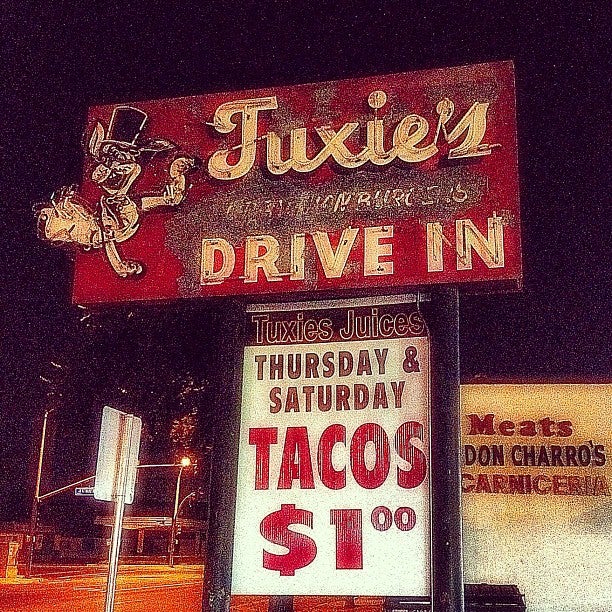 Tuxie's
DRIVE IN
Tuxies Juices
THURSDAY &
SATURDAY
TACOS
$1.00
Meats
DON CHARRO'S
CARNICERIA